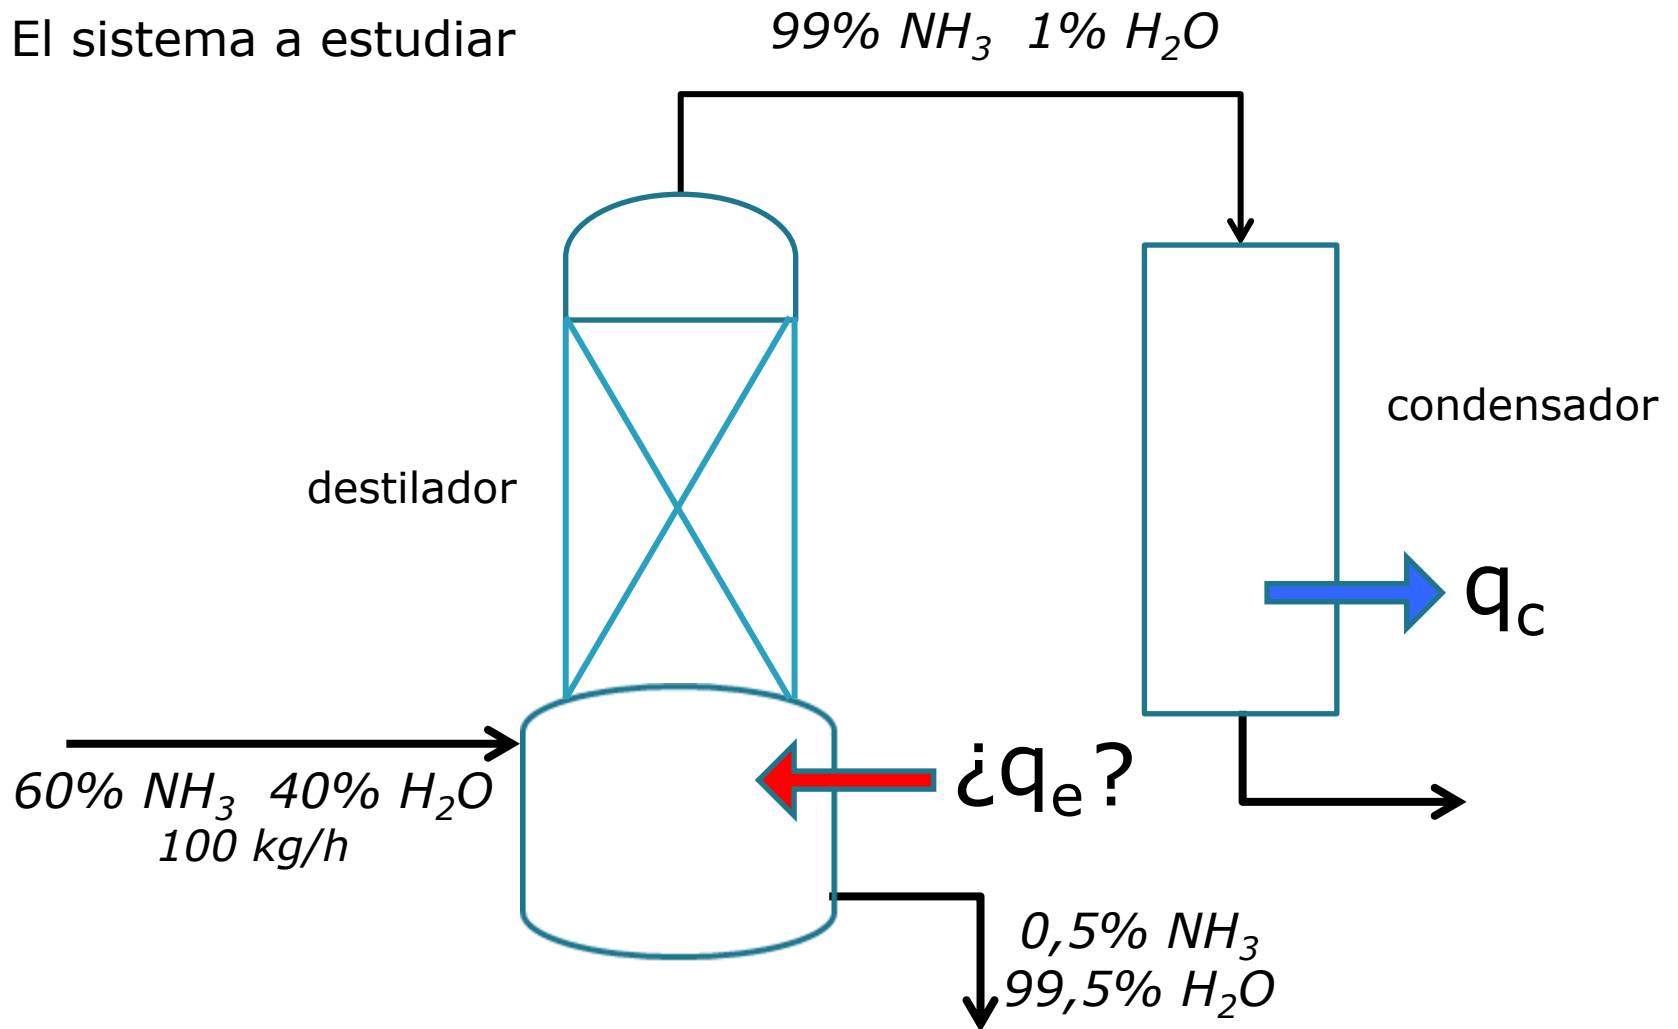 El sistema a estudiar
99% NH₃ 1% H₂O
condensador
destilador
q_c
¿qₑ?
60% NH₃ 40% H₂O
100 kg/h
0,5% NH₃
99,5% H₂O